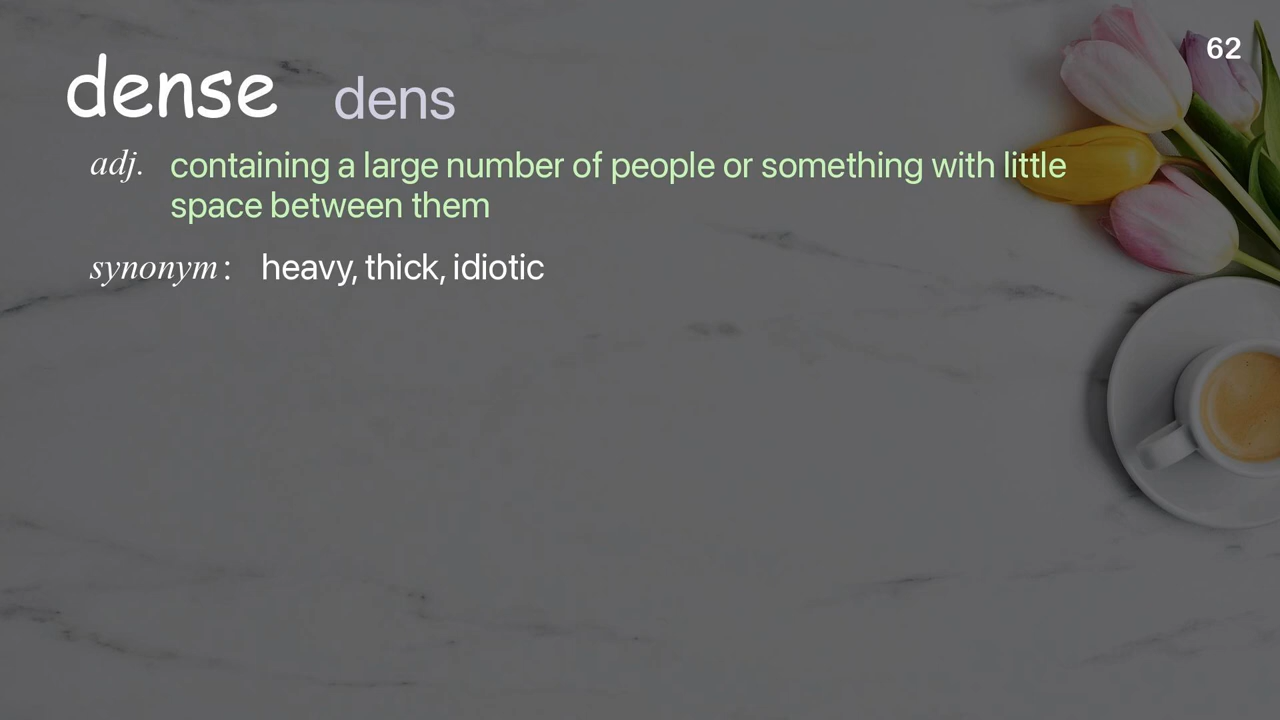 62
dense dens
adj. containing a large number of people or something with little
space between them
synonym: heavy, thick, idiotic